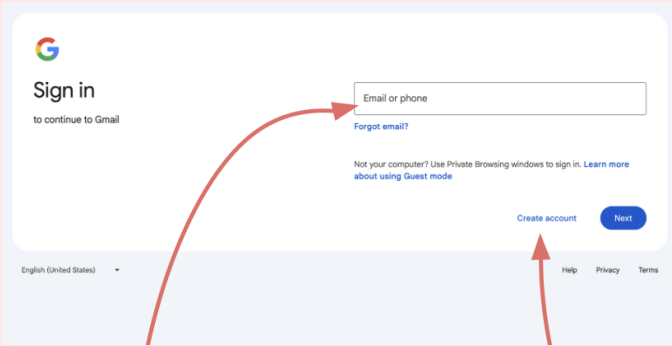 Sign in
to continue to Gmail
Email or phone
Forgot email?
Not your computer? Use Private Browsing windows to sign in. Learn more
about using Guest mode
Create account
Next
English (United States)
Help
Privacy
Terms